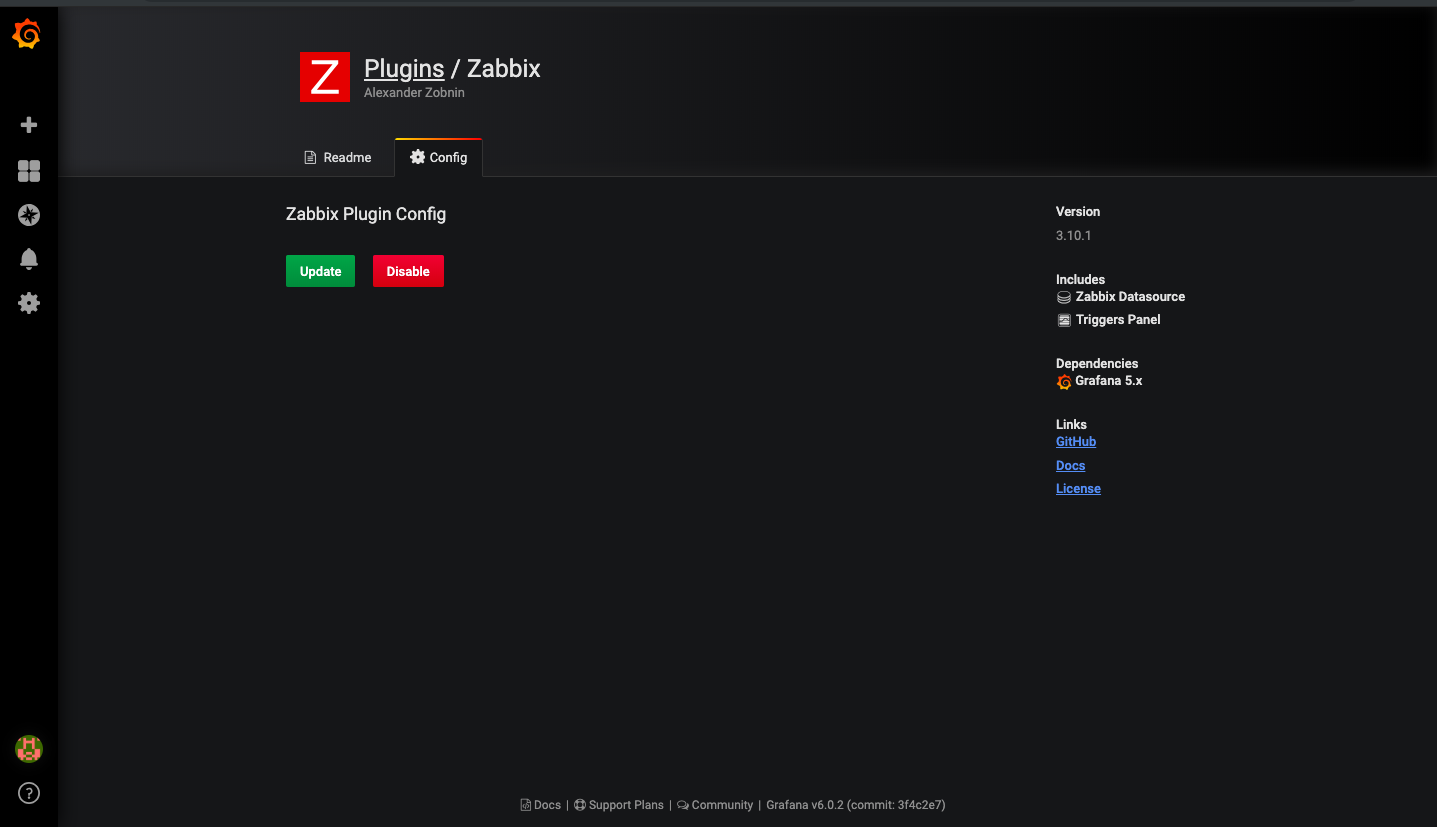 Z
Plugins / Zabbix
Alexander Zobnin
Readme
Config
Zabbix Plugin Config
Update
Disable
Version
3.10.1
Includes
Zabbix Datasource
Triggers Panel
Dependencies
Grafana 5.x
Links
GitHub
Docs
License
?
Docs | Support Plans | Community | Grafana v6.0.2 (commit: 3f4c2e7)